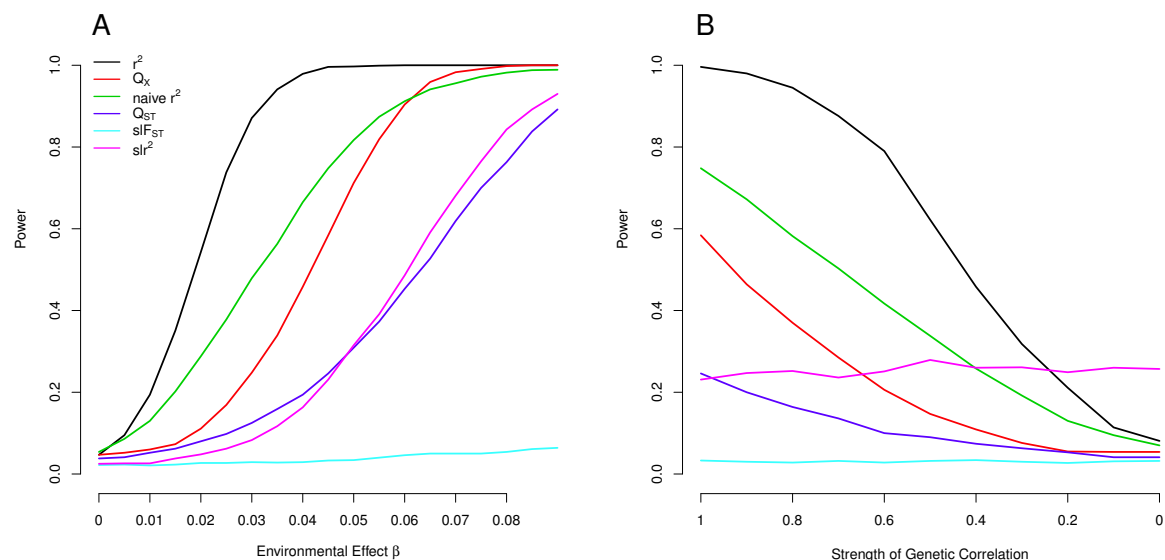 A
r²
Q_X
naive r²
Q_ST
slF_ST
slr²
1.0
0.8
0.6
0.4
0.2
0.0
Power
0 0.01 0.02 0.03 0.04 0.05 0.06 0.07 0.08
Environmental Effect β
B
1.0
0.8
0.6
0.4
0.2
0.0
Power
1 0.8 0.6 0.4 0.2 0
Strength of Genetic Correlation